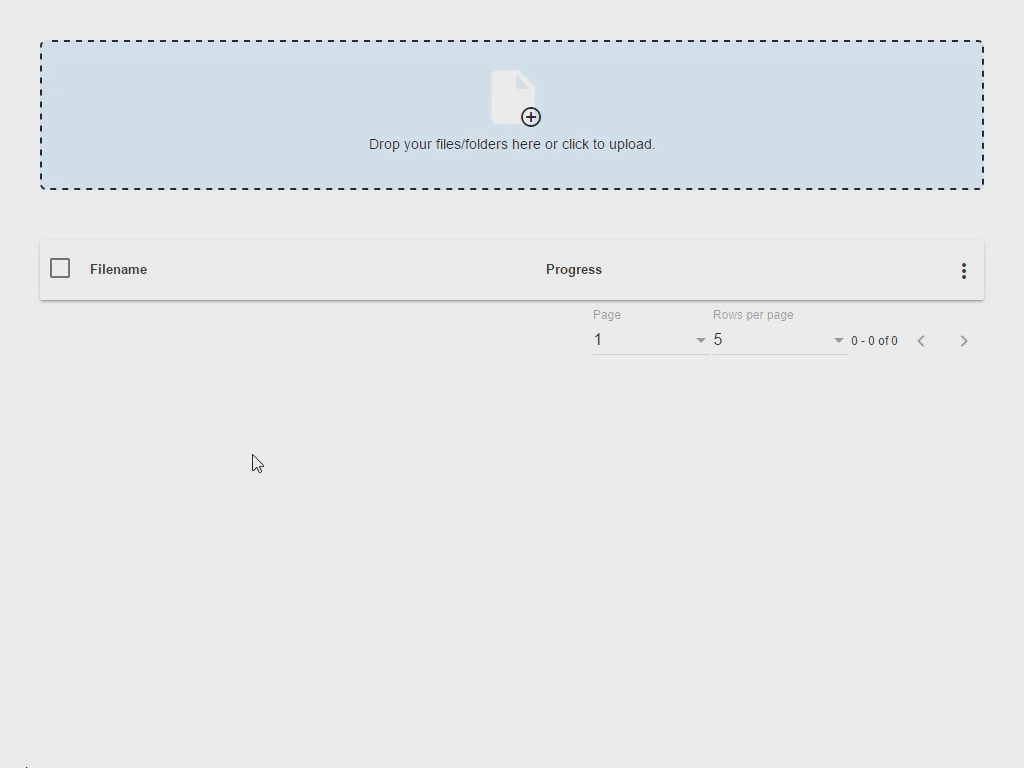 Drop your files/folders here or click to upload.
Filename Progress
Page Rows per page
1 5 0 - 0 of 0